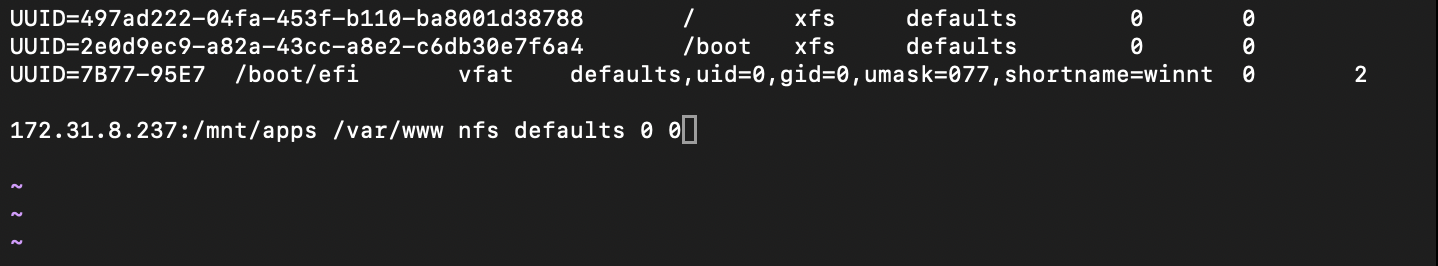 UUID=497ad222-04fa-453f-b110-ba8001d38788       /       xfs     defaults        0       0
UUID=2e0d9ec9-a82a-43cc-a8e2-c6db30e7f6a4       /boot   xfs     defaults        0       0
UUID=7B77-95E7  /boot/efi       vfat    defaults,uid=0,gid=0,umask=077,shortname=winnt  0       2
172.31.8.237:/mnt/apps /var/www nfs defaults 0 0
~
~
~